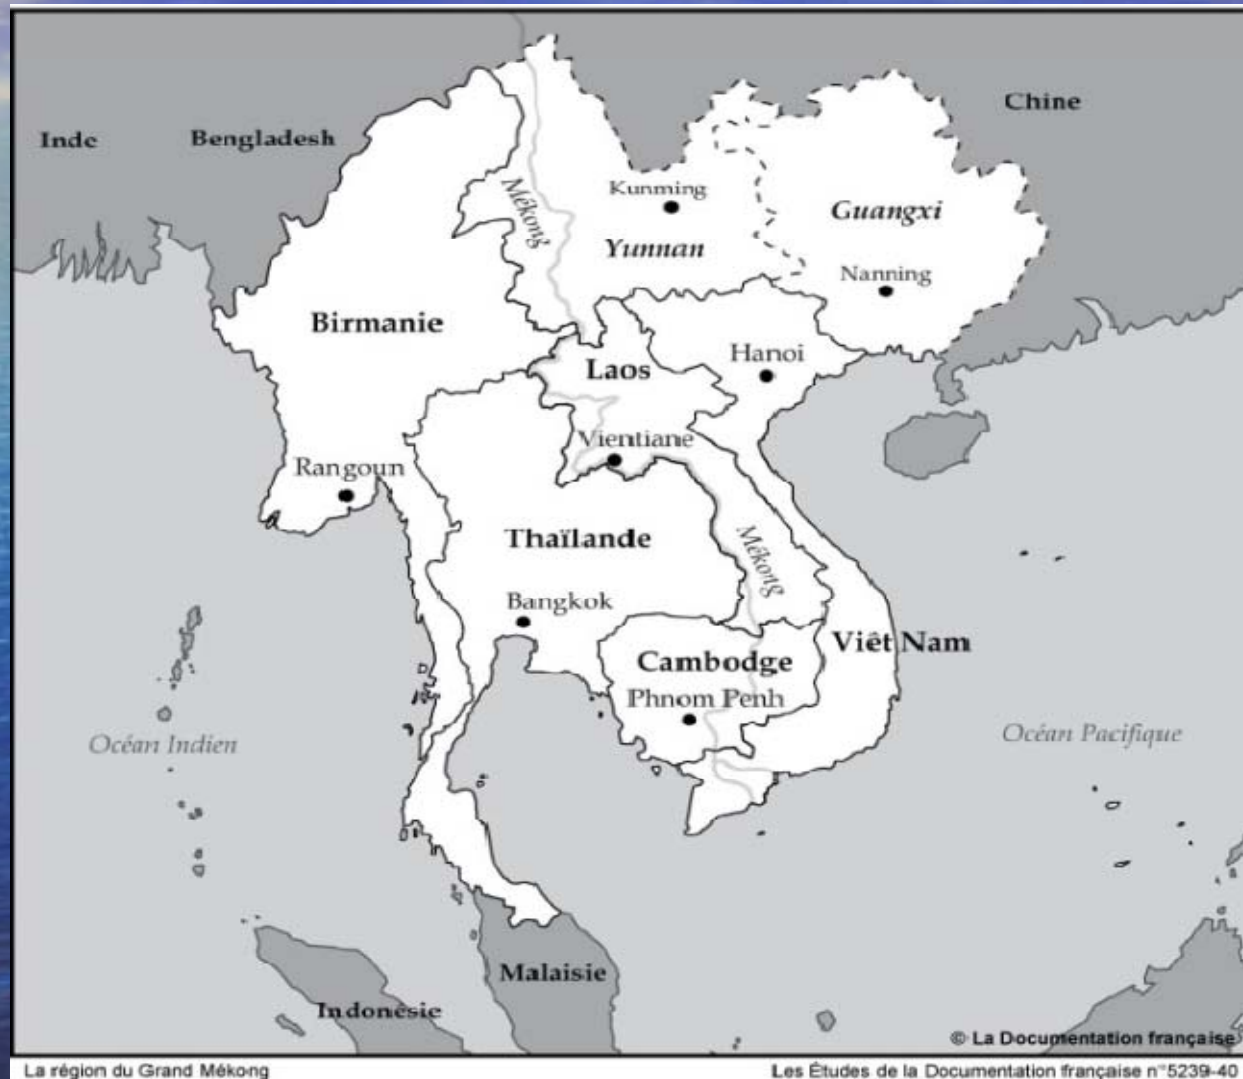 Chine
Inde
Bengladesh
Mékong
Kunming
Guangxi
Yunnan
Nanning
Birmanie
Hanoi
Laos
Vientiane
Rangoun
Thaïlande
Mékong
Bangkok
Viêt Nam
Cambodge
Phnom Penh
Océan Indien
Océan Pacifique
Malaisie
Indonésie
© La Documentation française
La région du Grand Mékong
Les Études de la Documentation française n°5239-40